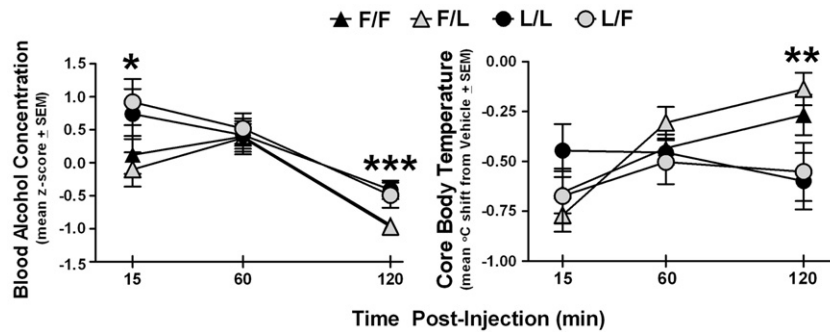 F/F F/L L/L L/F
Blood Alcohol Concentration
(mean z-score ± SEM)
*
***
1.5
1.0
0.5
0.0
-0.5
-1.0
-1.5
15 60 120
Core Body Temperature
(mean °C shift from Vehicle ± SEM)
**
0.00
-0.25
-0.50
-0.75
-1.00
15 60 120
Time Post-Injection (min)